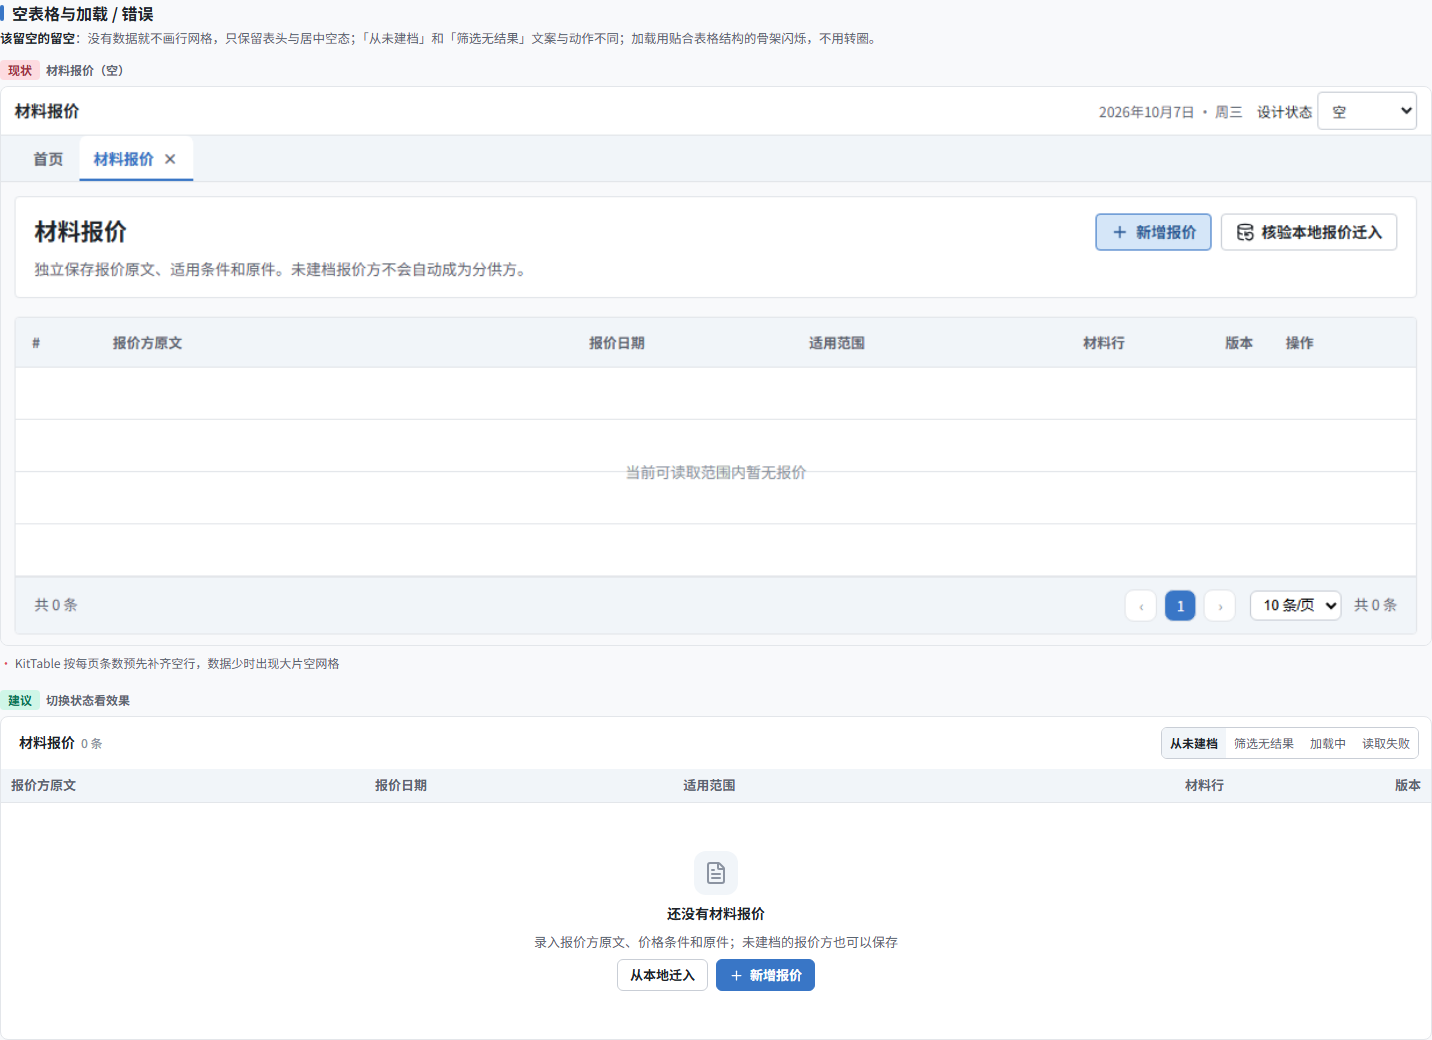 空表格与加载 / 错误
该留空的留空：没有数据就不画行网格，只保留表头与居中空态；「从未建档」和「筛选无结果」文案与动作不同；加载用贴合表格结构的骨架闪烁，不用转圈。
现状 材料报价（空）
材料报价 2026年10月7日 • 周三 设计状态 空
首页 材料报价 ✕
材料报价 + 新增报价 核验本地报价迁入
独立保存报价原文、适用条件和原件。未建档报价方不会自动成为分供方。
# 报价方原文 报价日期 适用范围 材料行 版本 操作
当前可读取范围内暂无报价
共 0 条 ‹ 1 › 10 条/页 共 0 条
• KitTable 按每页条数预先补齐空行，数据少时出现大片空网格
建议 切换状态看效果
材料报价 0 条 从未建档 筛选无结果 加载中 读取失败
报价方原文 报价日期 适用范围 材料行 版本
还没有材料报价
录入报价方原文、价格条件和原件；未建档的报价方也可以保存
从本地迁入 + 新增报价